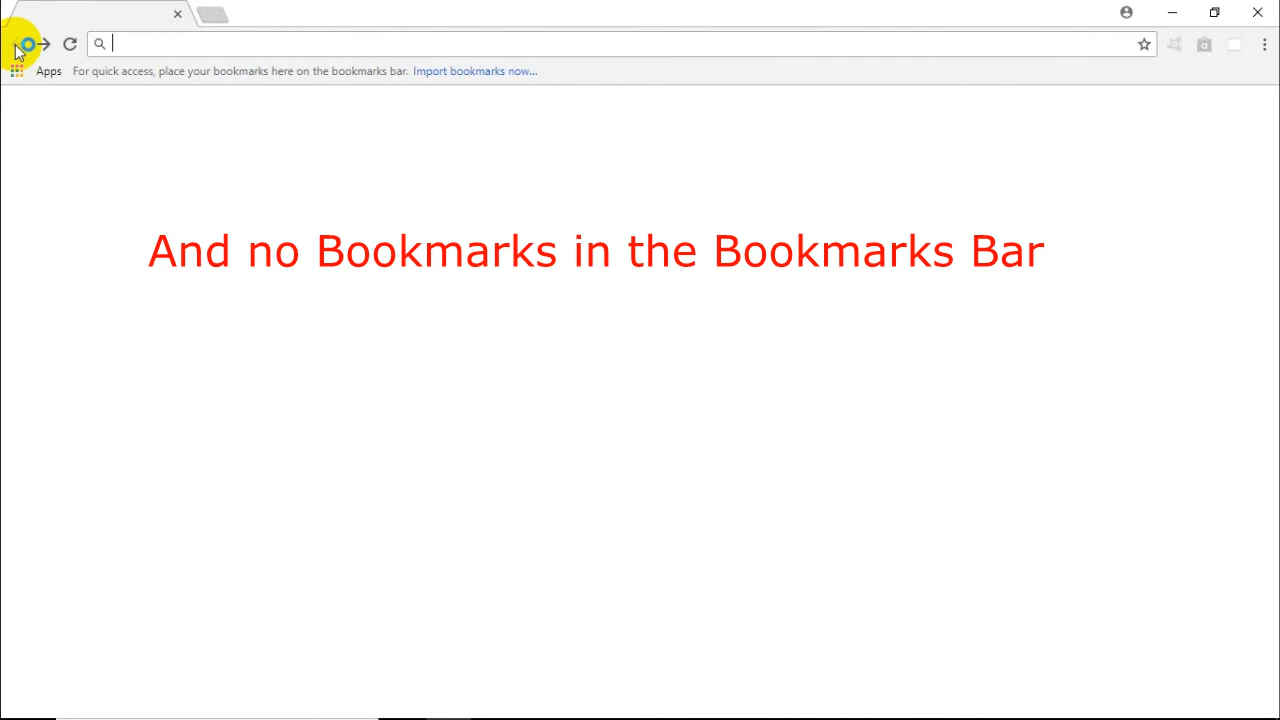 Apps For quick access, place your bookmarks here on the bookmarks bar. Import bookmarks now...
And no Bookmarks in the Bookmarks Bar